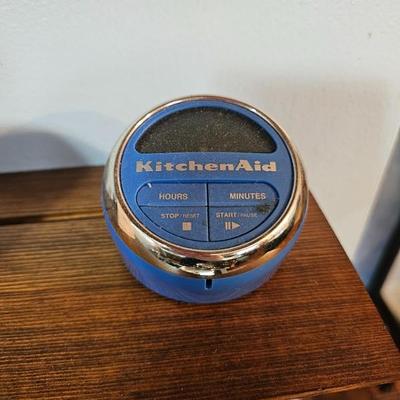 KitchenAid
HOURS MINUTES
STOP/RESET START/PAUSE